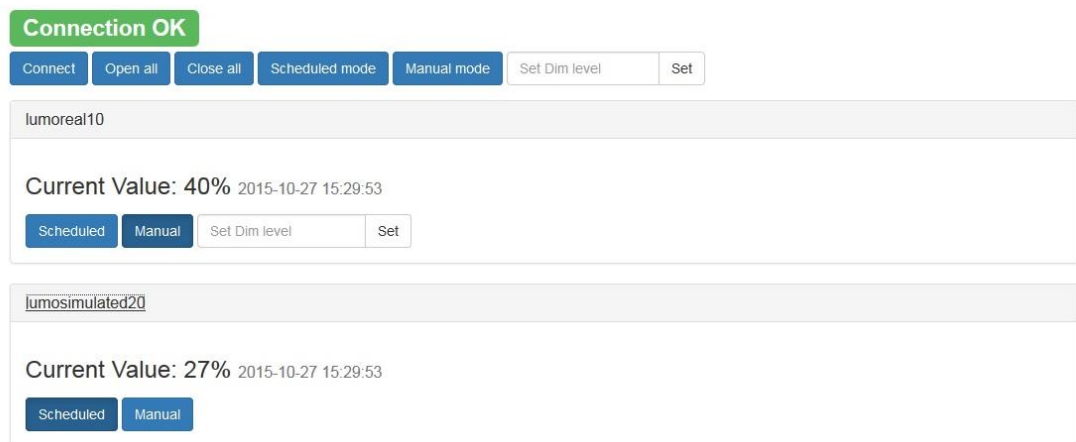 Connection OK
Connect Open all Close all Scheduled mode Manual mode Set Dim level Set
lumoreal10
Current Value: 40% 2015-10-27 15:29:53
Scheduled Manual Set Dim level Set
lumosimulated20
Current Value: 27% 2015-10-27 15:29:53
Scheduled Manual